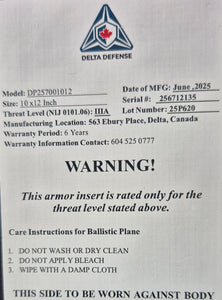 DELTA DEFENSE
Model: DP257001012
Date of MFG: June ,2025
Size: 10 x12 Inch
Serial#: 256712135
Threat Level (NIJ 0101.06): IIIA
Lot#: 25P620
Manufacturing Location: 563 Ebury Place, Delta, Canada
Warranty Period: 6 Years
Warranty Information Contact: 604 525 0777
WARNING!
This armor insert is rated only for the
threat level stated above.
Care Instructions for Ballistic Plane
1. DO NOT WASH OR DRY CLEAN
2. DO NOT APPLY BLEACH
3. WIPE WITH A DAMP CLOTH
THIS SIDE TO BE WORN AGAINST BODY